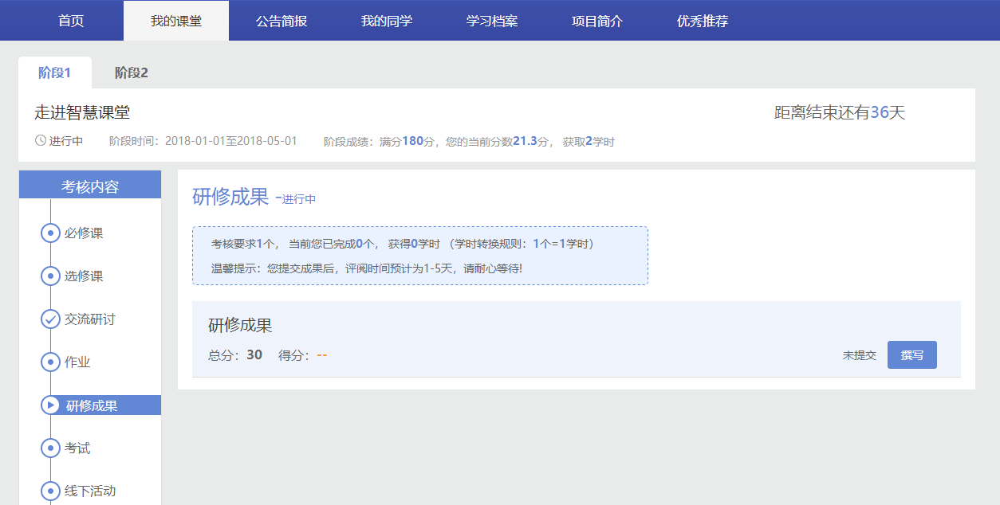 首页 我的课堂 公告简报 我的同学 学习档案 项目简介 优秀推荐
阶段1 阶段2
走进智慧课堂 距离结束还有36天
进行中 阶段时间：2018-01-01至2018-05-01 阶段成绩：满分180分，您的当前分数21.3分， 获取2学时
考核内容
必修课
选修课
交流研讨
作业
研修成果
考试
线下活动
研修成果 -进行中
考核要求1个， 当前您已完成0个， 获得0学时 （学时转换规则：1个=1学时）
温馨提示：您提交成果后，评阅时间预计为1-5天，请耐心等待!
研修成果
总分：30 得分：-- 未提交 撰写